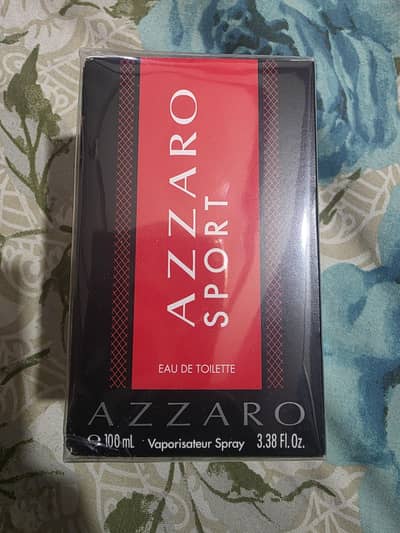 AZZARO
SPORT
EAU DE TOILETTE
AZZARO
e 100 mL Vaporisateur Spray 3.38 Fl.Oz.